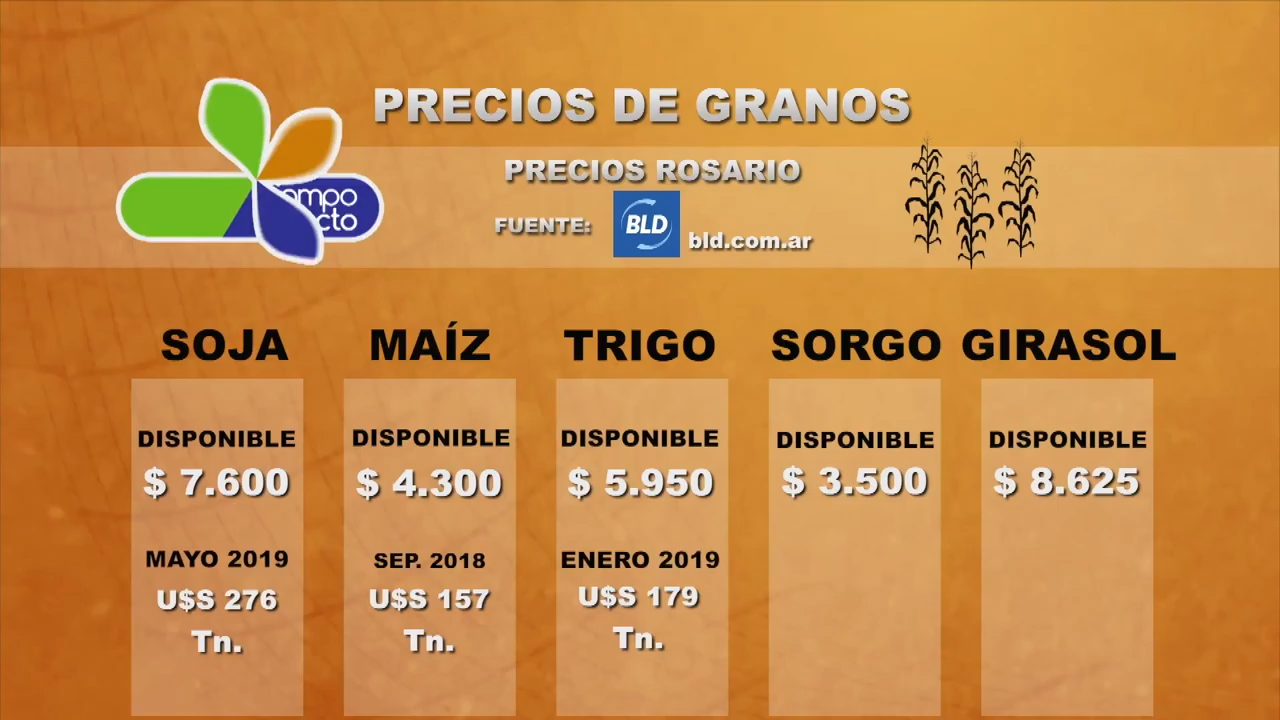 PRECIOS DE GRANOS
PRECIOS ROSARIO
FUENTE: BLD bld.com.ar
SOJA MAÍZ TRIGO SORGO GIRASOL
DISPONIBLE DISPONIBLE DISPONIBLE DISPONIBLE DISPONIBLE
$ 7.600 $ 4.300 $ 5.950 $ 3.500 $ 8.625
MAYO 2019 SEP. 2018 ENERO 2019
U$S 276 U$S 157 U$S 179
Tn. Tn. Tn.